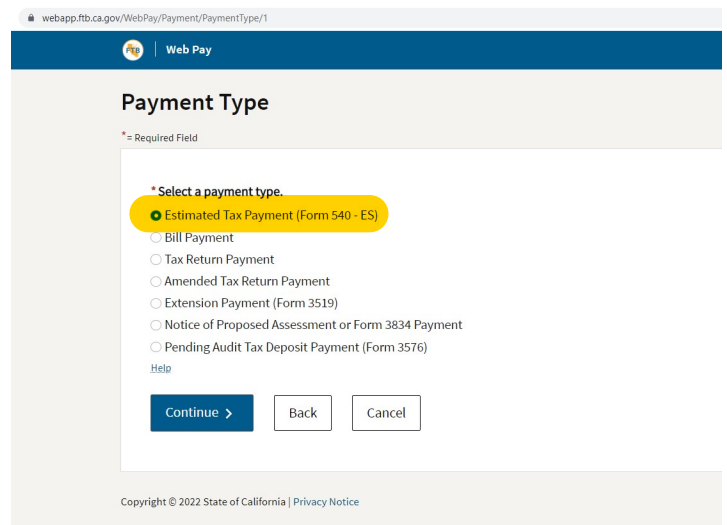 webapp.ftb.ca.gov/WebPay/Payment/PaymentType/1
FTB | Web Pay
Payment Type
*= Required Field
* Select a payment type.
Estimated Tax Payment (Form 540 - ES)
Bill Payment
Tax Return Payment
Amended Tax Return Payment
Extension Payment (Form 3519)
Notice of Proposed Assessment or Form 3834 Payment
Pending Audit Tax Deposit Payment (Form 3576)
Help
Continue Back Cancel
Copyright © 2022 State of California | Privacy Notice